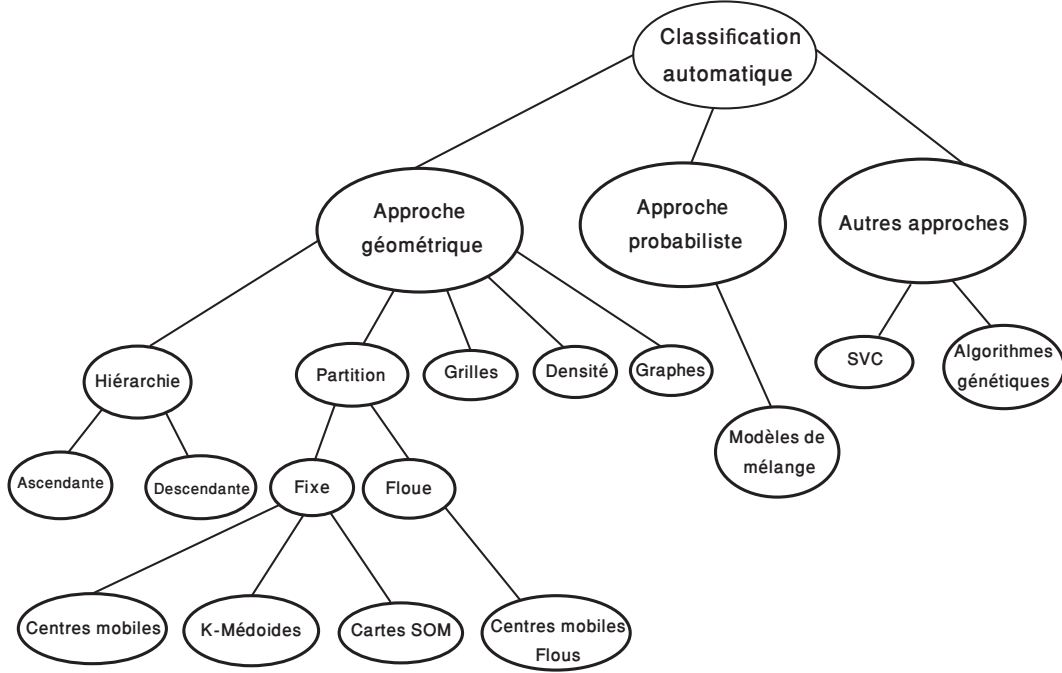 Classification
automatique
Approche
géométrique
Approche
probabiliste
Autres approches
Hiérarchie
Partition
Grilles
Densité
Graphes
SVC
Algorithmes
génétiques
Modèles de
mélange
Ascendante
Descendante
Fixe
Floue
Centres mobiles
K-Médoides
Cartes SOM
Centres mobiles
Flous